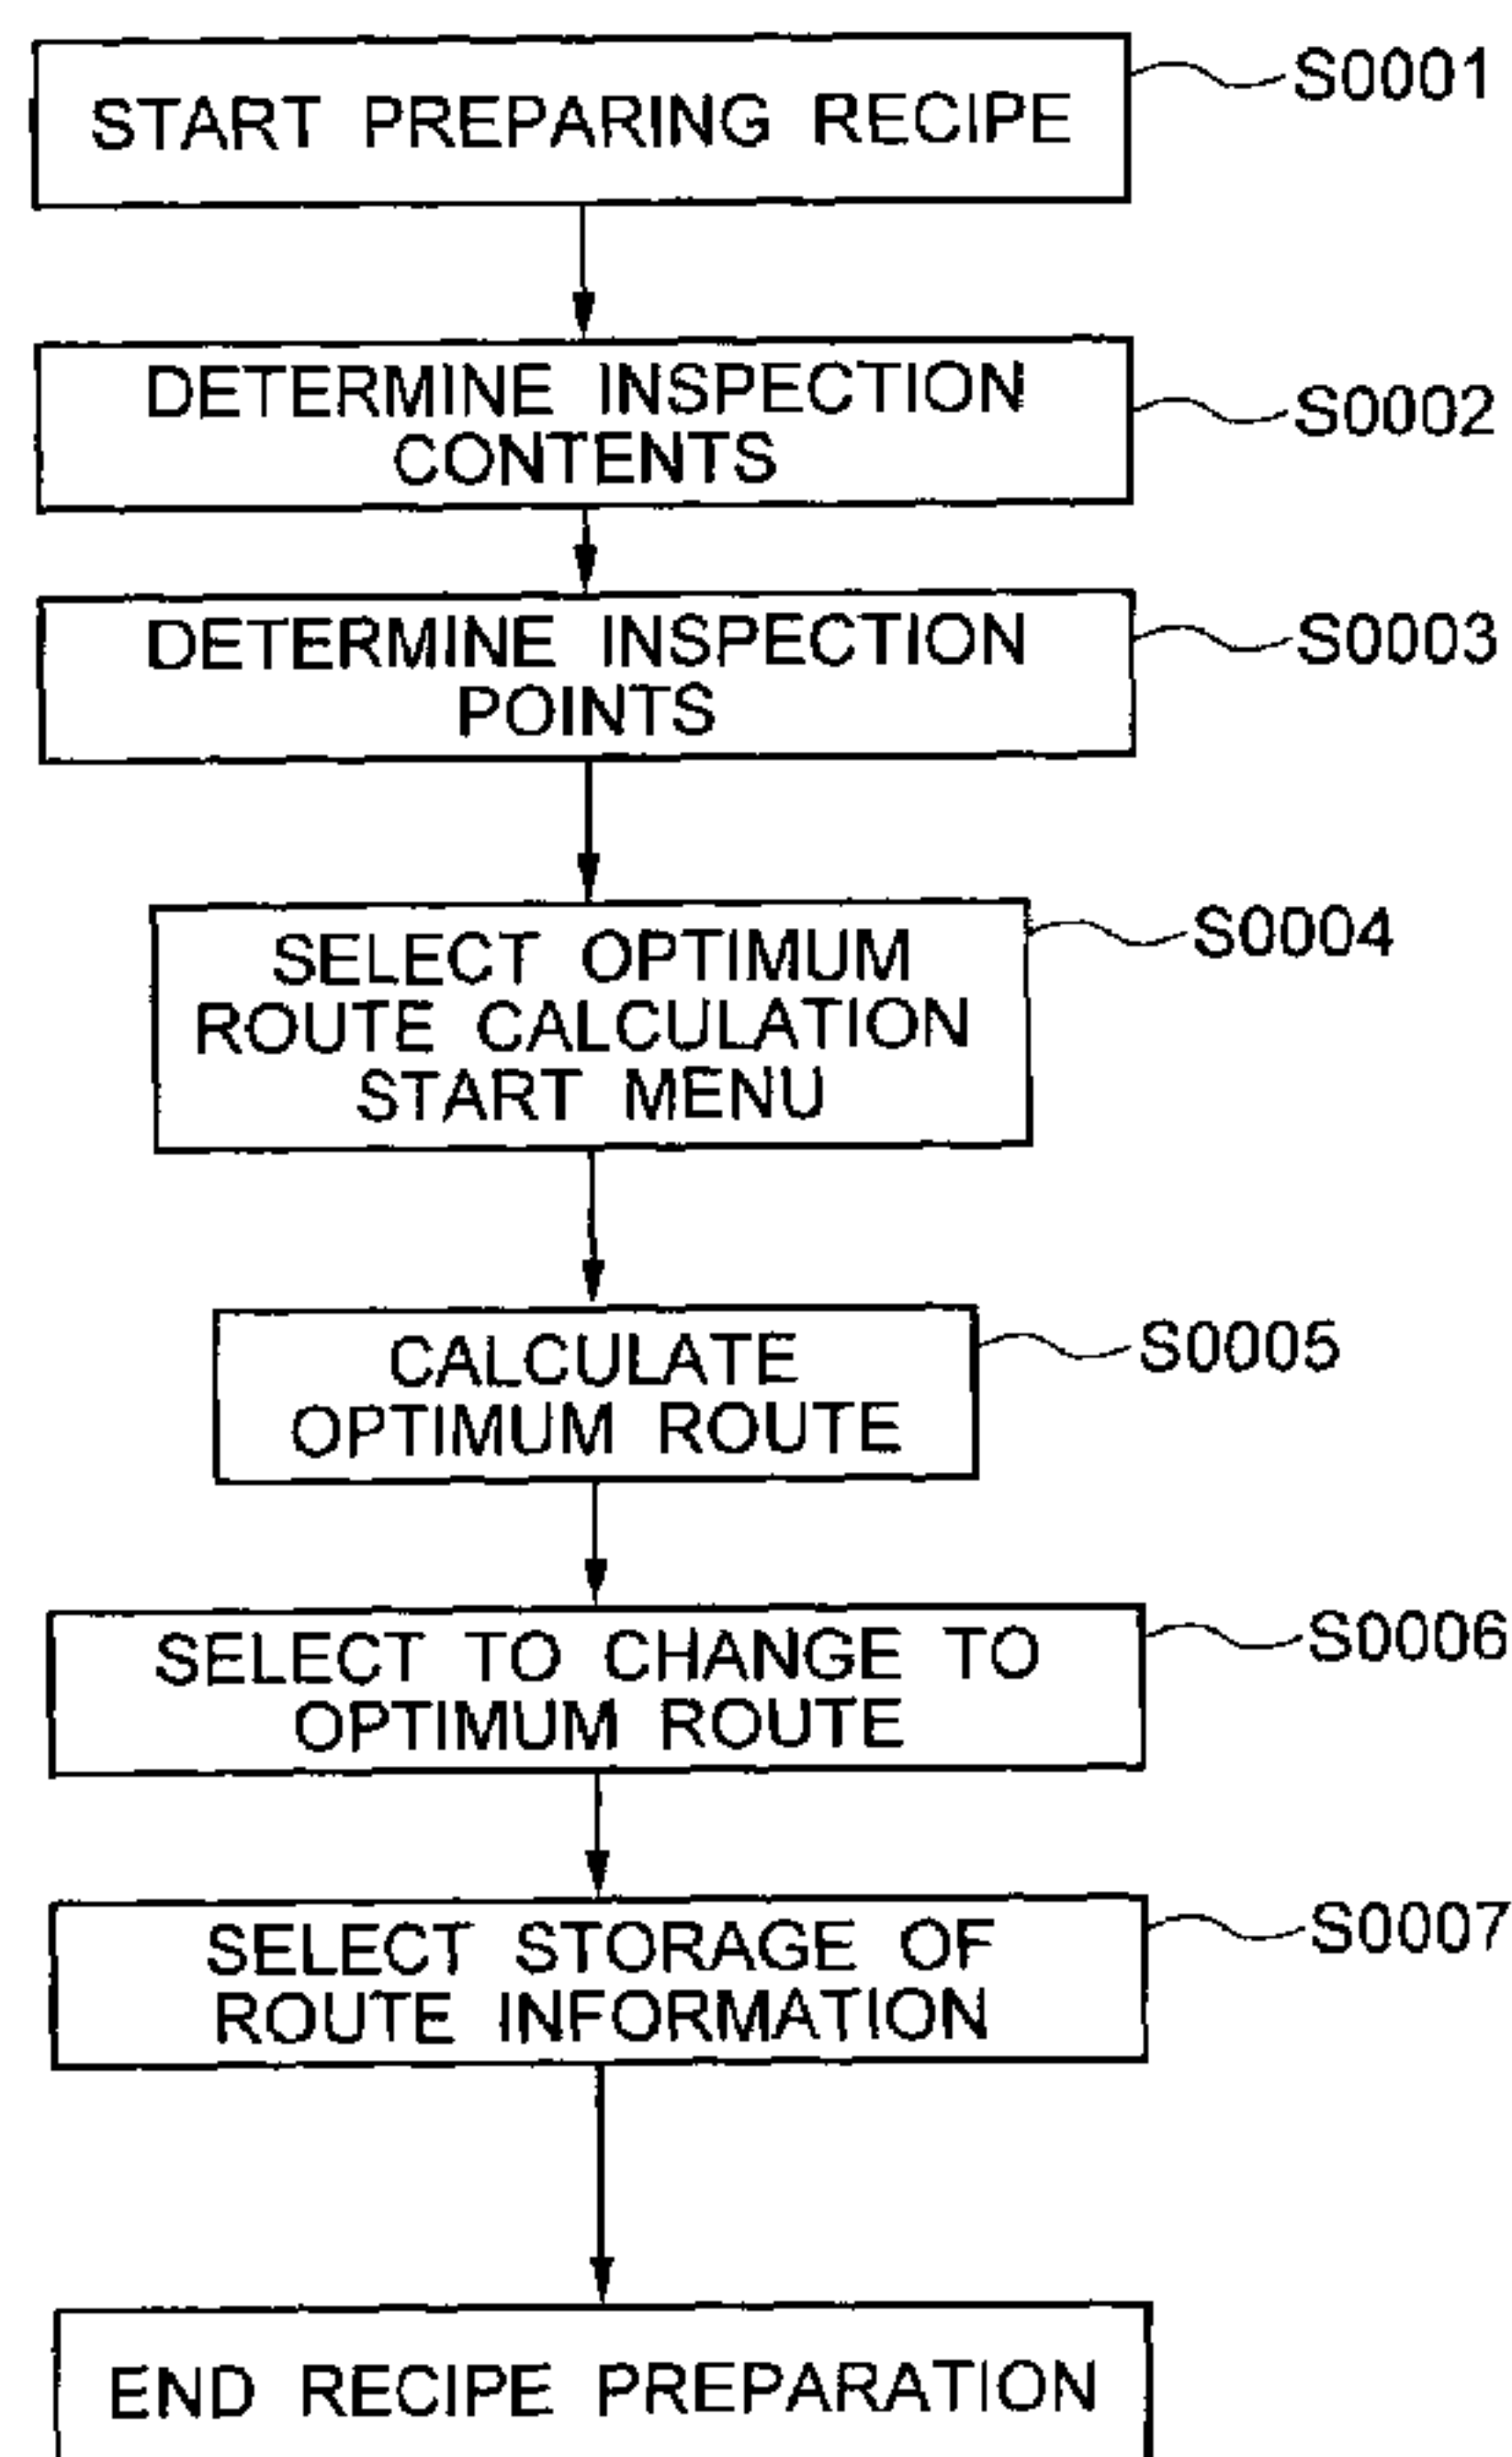 START PREPARING RECIPE
S0001
DETERMINE INSPECTION
CONTENTS
S0002
DETERMINE INSPECTION
POINTS
S0003
SELECT OPTIMUM
ROUTE CALCULATION
START MENU
S0004
CALCULATE
OPTIMUM ROUTE
S0005
SELECT TO CHANGE TO
OPTIMUM ROUTE
S0006
SELECT STORAGE OF
ROUTE INFORMATION
S0007
END RECIPE PREPARATION